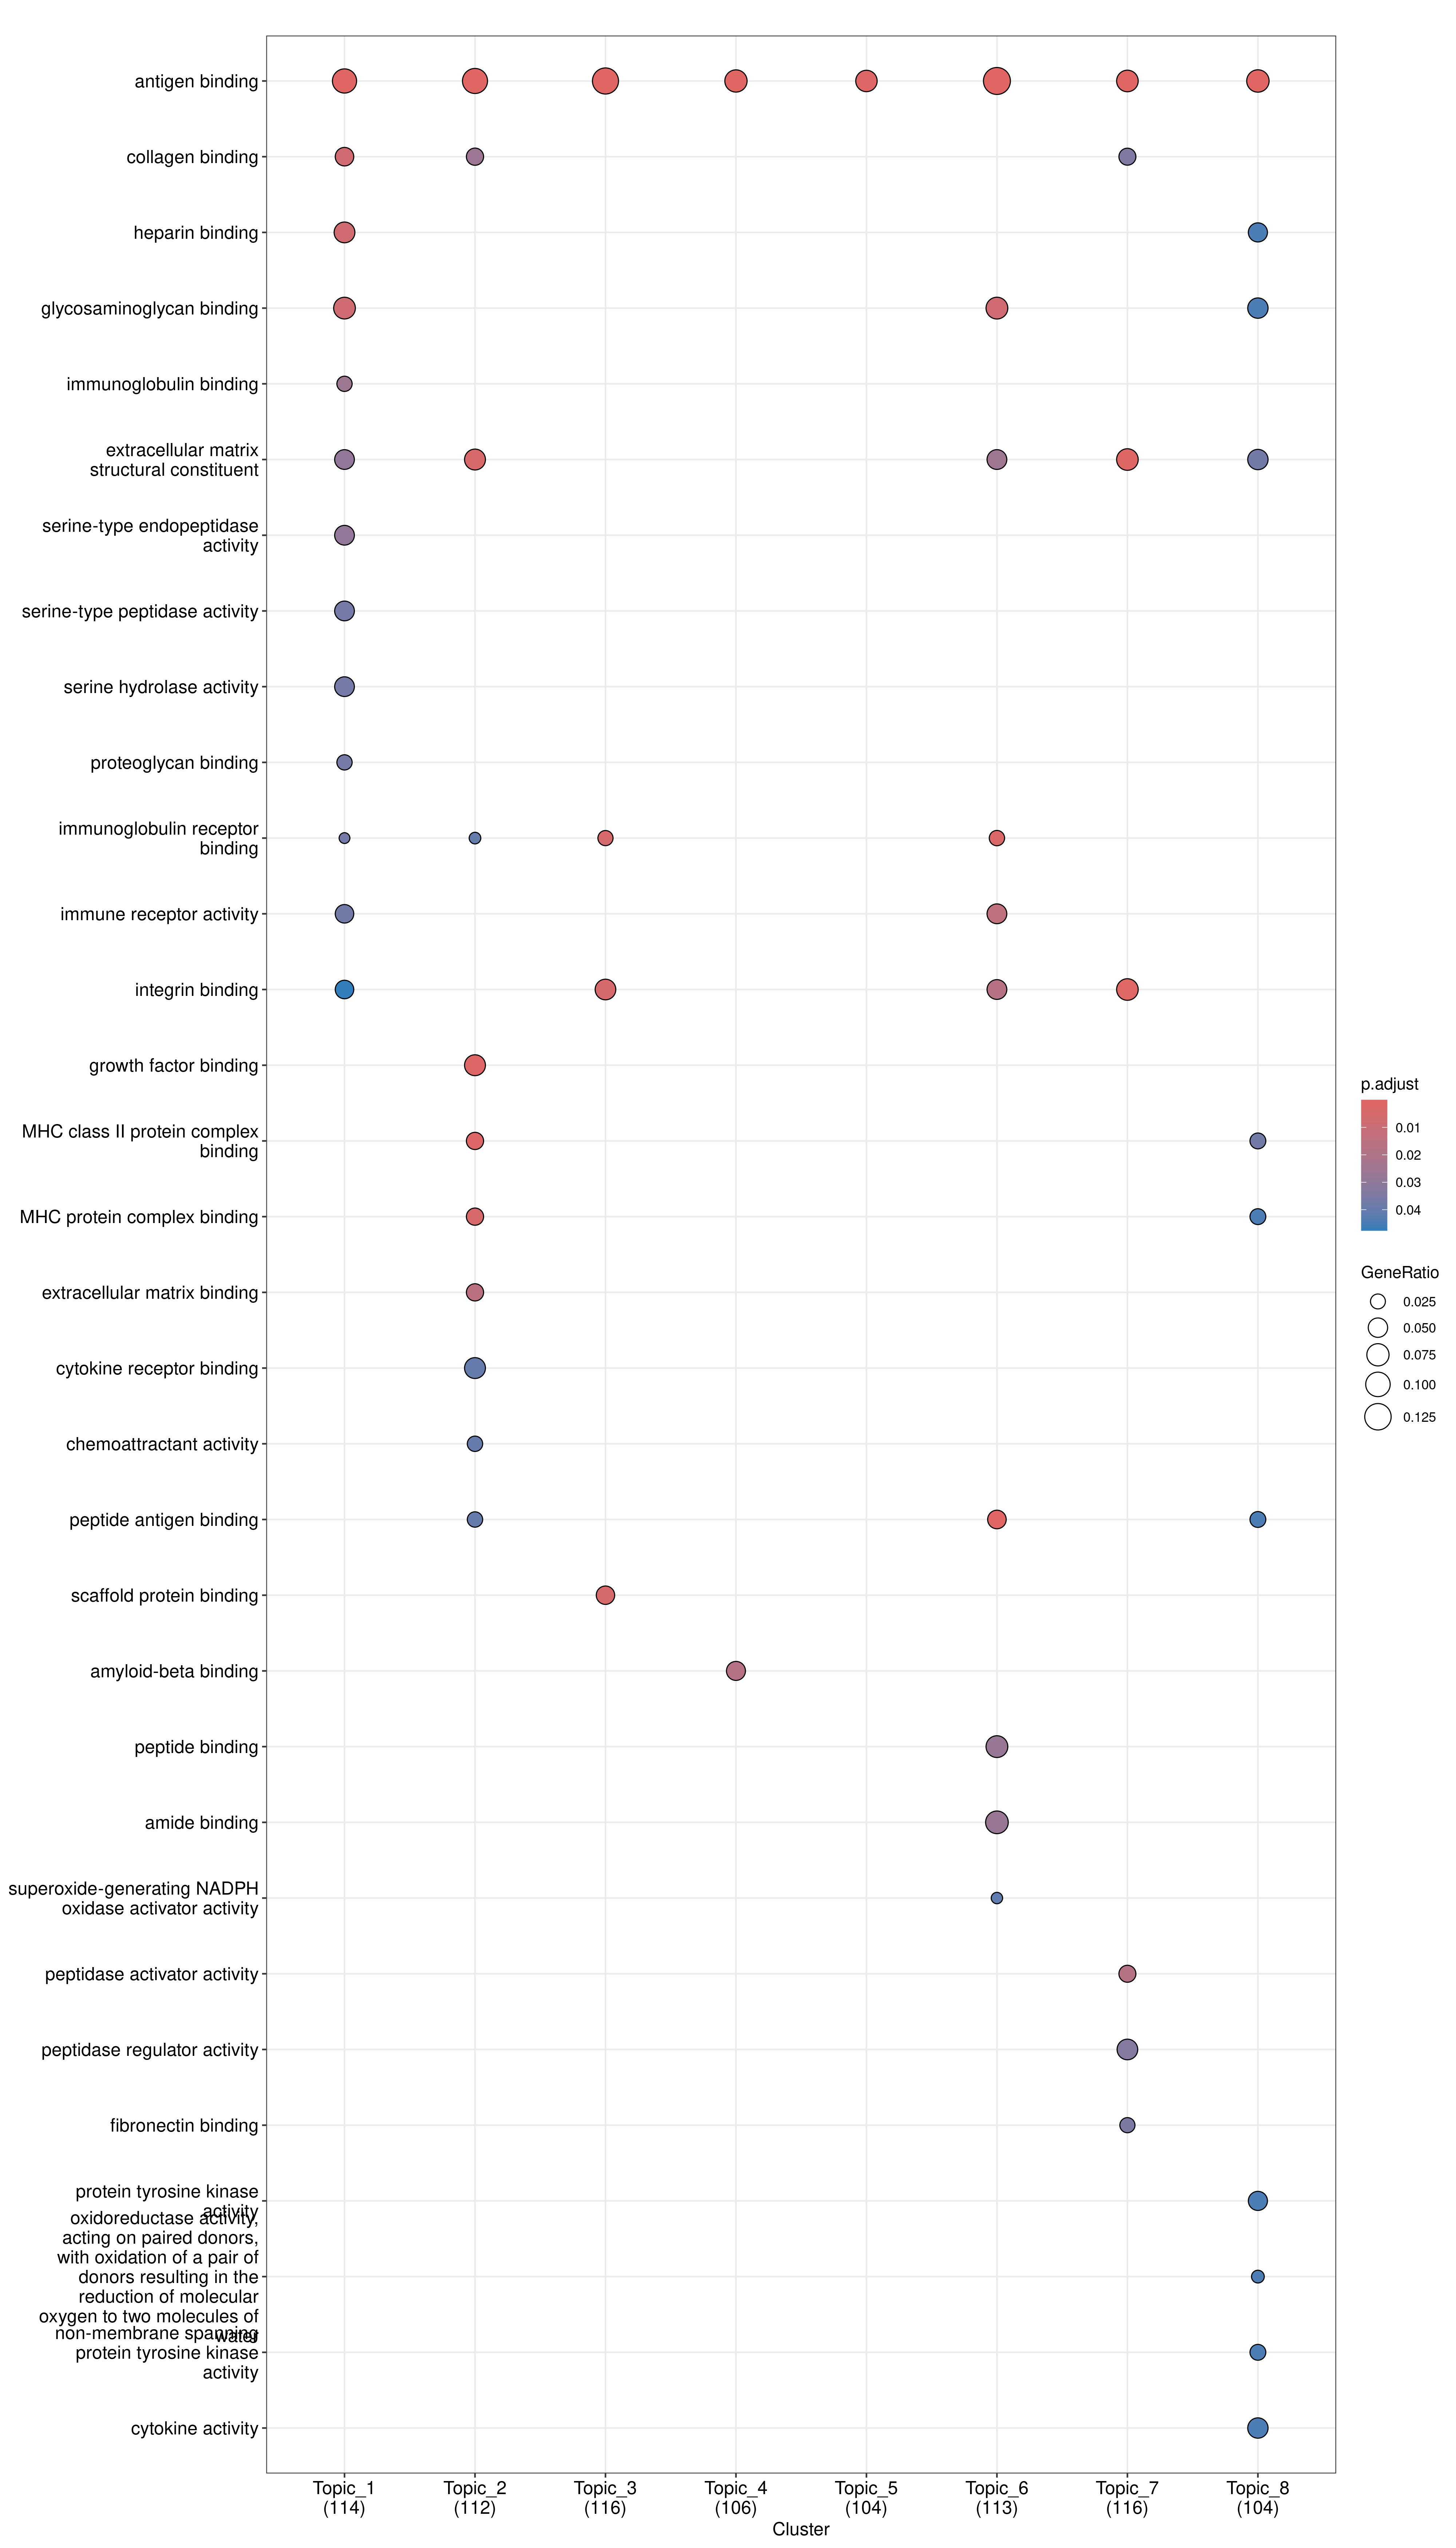 antigen binding
collagen binding
heparin binding
glycosaminoglycan binding
immunoglobulin binding
extracellular matrix
structural constituent
serine-type endopeptidase
activity
serine-type peptidase activity
serine hydrolase activity
proteoglycan binding
immunoglobulin receptor
binding
immune receptor activity
integrin binding
growth factor binding
MHC class II protein complex
binding
MHC protein complex binding
extracellular matrix binding
cytokine receptor binding
chemoattractant activity
peptide antigen binding
scaffold protein binding
amyloid-beta binding
peptide binding
amide binding
superoxide-generating NADPH
oxidase activator activity
peptidase activator activity
peptidase regulator activity
fibronectin binding
protein tyrosine kinase
activity
oxidoreductase activity,
acting on paired donors,
with oxidation of a pair of
donors resulting in the
reduction of molecular
oxygen to two molecules of
water
non-membrane spanning
protein tyrosine kinase
activity
cytokine activity
Topic_1 Topic_2 Topic_3 Topic_4 Topic_5 Topic_6 Topic_7 Topic_8
(114) (112) (116) (106) (104) (113) (116) (104)
Cluster
p.adjust
0.01
0.02
0.03
0.04
GeneRatio
0.025
0.050
0.075
0.100
0.125